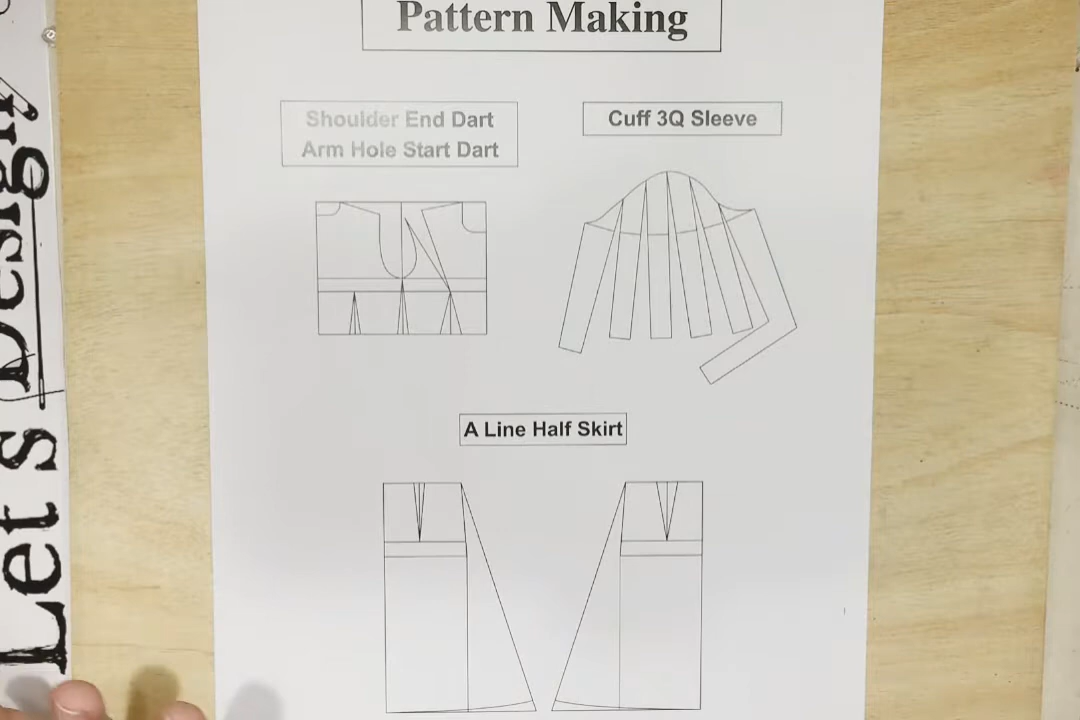 Pattern Making
Shoulder End Dart
Arm Hole Start Dart
Cuff 3Q Sleeve
A Line Half Skirt
Let's Design